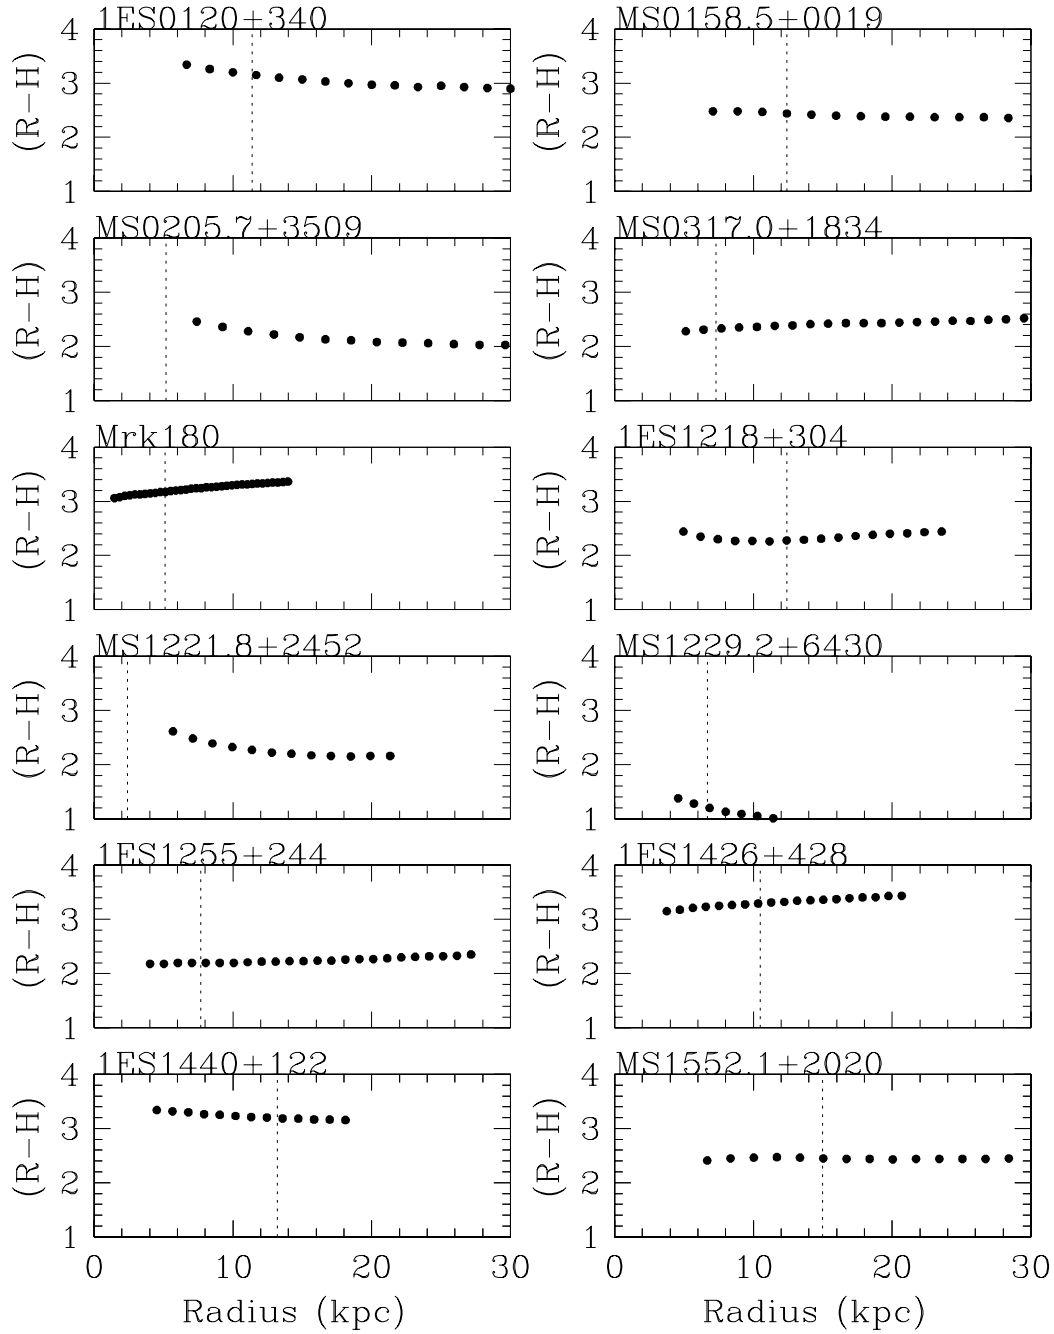 1ES0120+340 MS0158.5+0019
4 4
3 3
2 2
1 1
(R−H) (R−H)
MS0205.7+3509 MS0317.0+1834
4 4
3 3
2 2
1 1
(R−H) (R−H)
Mrk180 1ES1218+304
4 4
3 3
2 2
1 1
(R−H) (R−H)
MS1221.8+2452 MS1229.2+6430
4 4
3 3
2 2
1 1
(R−H) (R−H)
1ES1255+244 1ES1426+428
4 4
3 3
2 2
1 1
(R−H) (R−H)
1ES1440+122 MS1552.1+2020
4 4
3 3
2 2
1 1
(R−H) (R−H)
0 10 20 30 0 10 20 30
Radius (kpc) Radius (kpc)